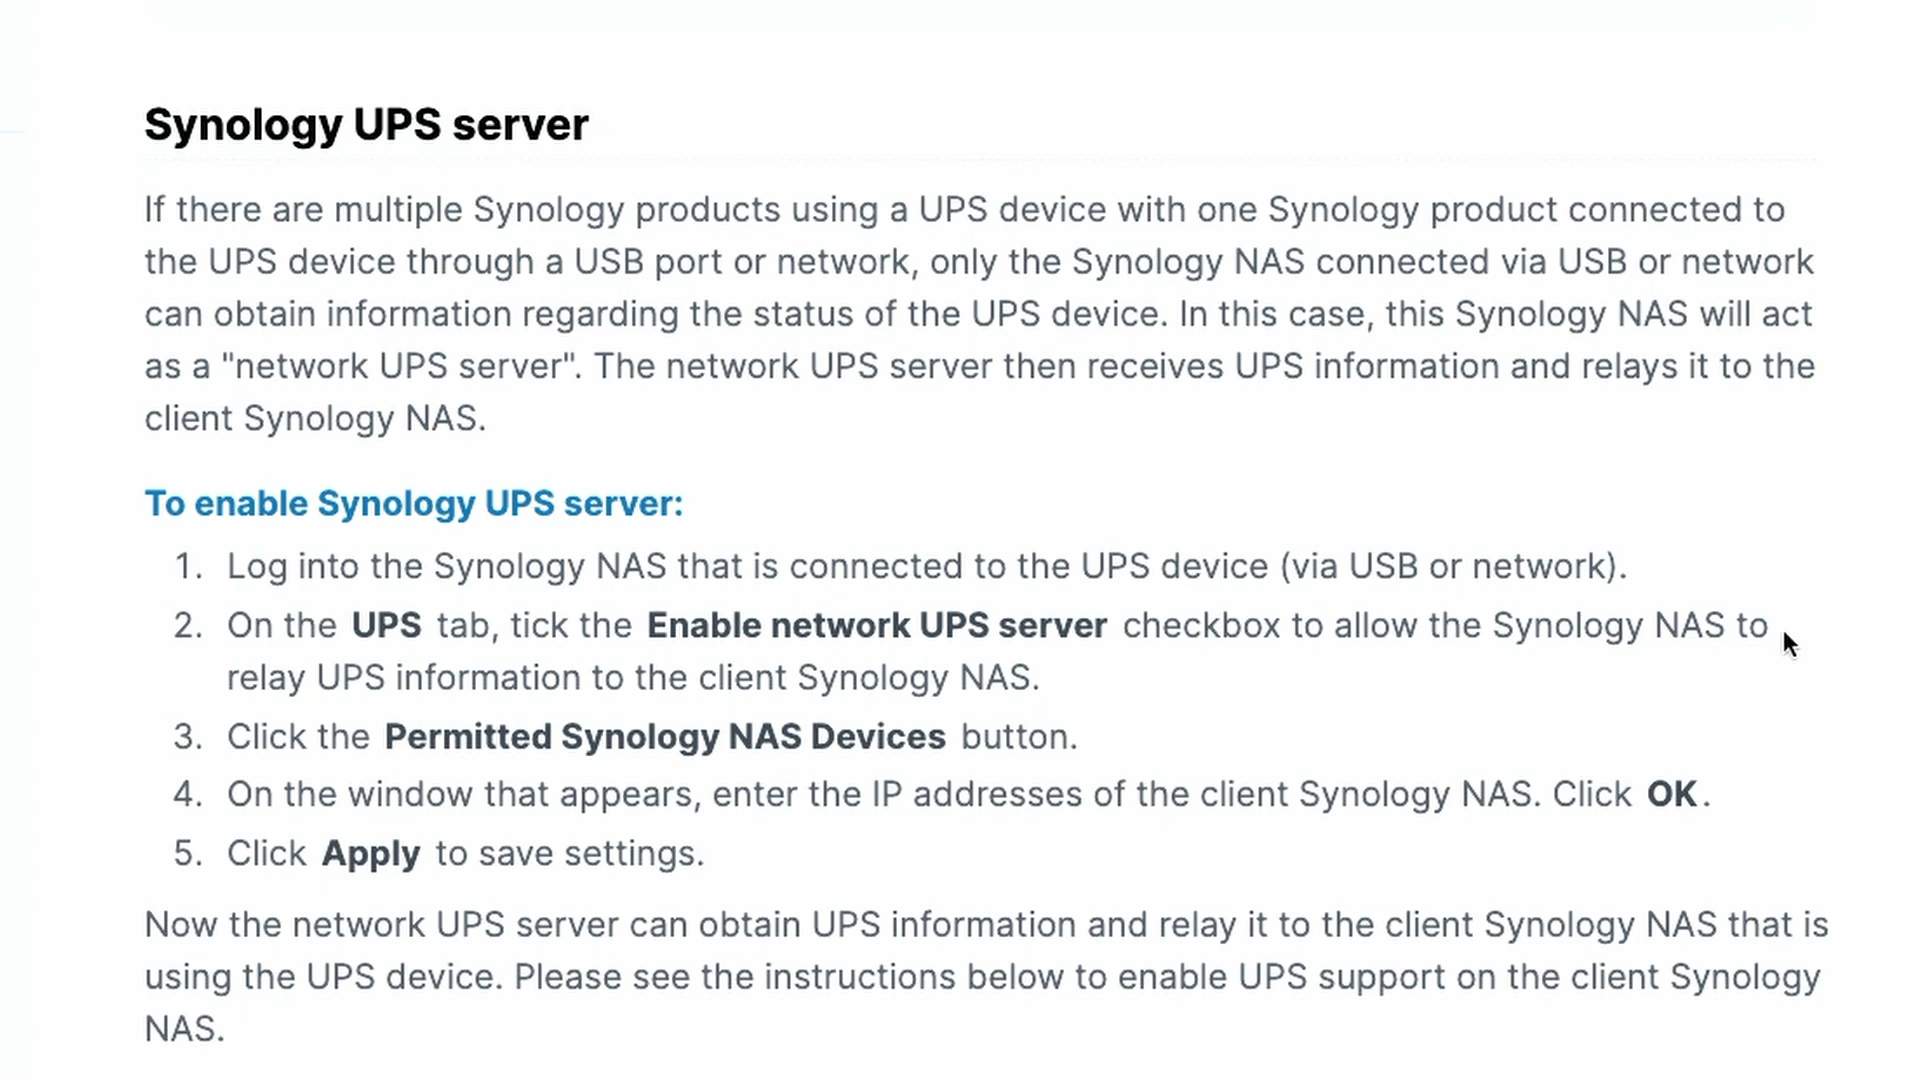 Synology UPS server
If there are multiple Synology products using a UPS device with one Synology product connected to
the UPS device through a USB port or network, only the Synology NAS connected via USB or network
can obtain information regarding the status of the UPS device. In this case, this Synology NAS will act
as a "network UPS server". The network UPS server then receives UPS information and relays it to the
client Synology NAS.
To enable Synology UPS server:
1. Log into the Synology NAS that is connected to the UPS device (via USB or network).
2. On the UPS tab, tick the Enable network UPS server checkbox to allow the Synology NAS to
relay UPS information to the client Synology NAS.
3. Click the Permitted Synology NAS Devices button.
4. On the window that appears, enter the IP addresses of the client Synology NAS. Click OK.
5. Click Apply to save settings.
Now the network UPS server can obtain UPS information and relay it to the client Synology NAS that is
using the UPS device. Please see the instructions below to enable UPS support on the client Synology
NAS.